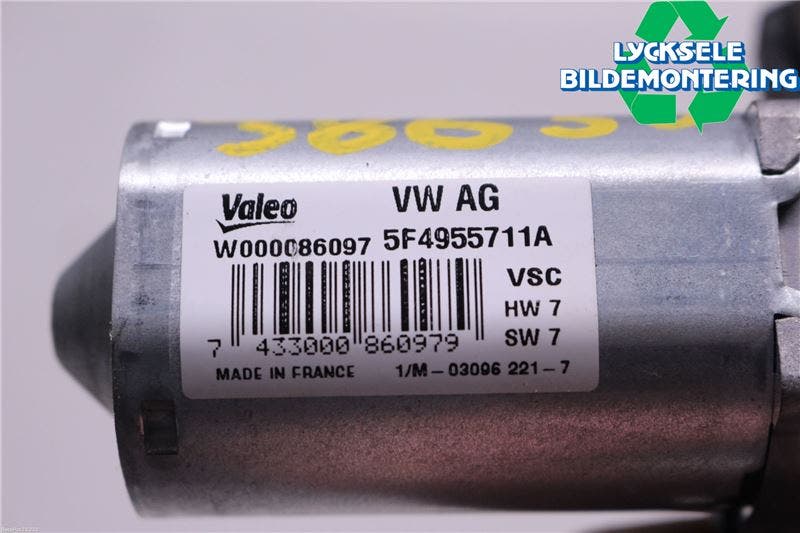 LYCKSELE
BILDEMONTERING
Valeo VW AG
W000086097 5F4955711A
VSC
HW 7
SW 7
7 433000 860979
MADE IN FRANCE 1/M-03096 221-7